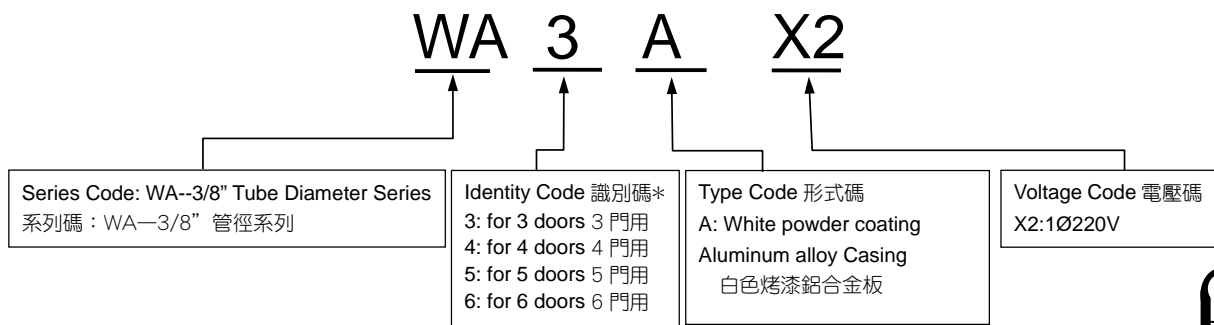 WA 3 A X2
Series Code: WA--3/8” Tube Diameter Series
系列碼：WA—3/8” 管徑系列
Identity Code 識別碼*
3: for 3 doors 3 門用
4: for 4 doors 4 門用
5: for 5 doors 5 門用
6: for 6 doors 6 門用
Type Code 形式碼
A: White powder coating
Aluminum alloy Casing
白色烤漆鋁合金板
Voltage Code 電壓碼
X2:1Ø220V